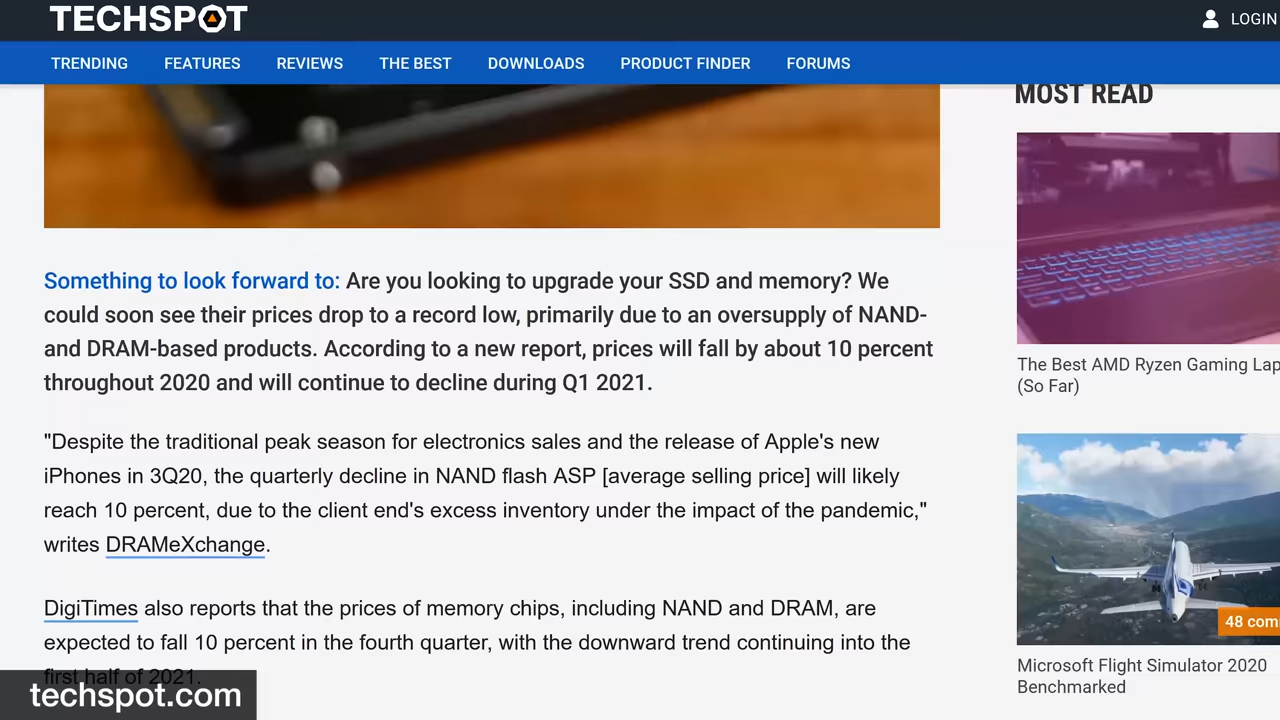 TECHSPOT
LOGIN
TRENDING FEATURES REVIEWS THE BEST DOWNLOADS PRODUCT FINDER FORUMS
Something to look forward to: Are you looking to upgrade your SSD and memory? We
could soon see their prices drop to a record low, primarily due to an oversupply of NAND-
and DRAM-based products. According to a new report, prices will fall by about 10 percent
throughout 2020 and will continue to decline during Q1 2021.
"Despite the traditional peak season for electronics sales and the release of Apple's new
iPhones in 3Q20, the quarterly decline in NAND flash ASP [average selling price] will likely
reach 10 percent, due to the client end's excess inventory under the impact of the pandemic,"
writes DRAMeXchange.
DigiTimes also reports that the prices of memory chips, including NAND and DRAM, are
expected to fall 10 percent in the fourth quarter, with the downward trend continuing into the
first half of 2021.
techspot.com
MOST READ
The Best AMD Ryzen Gaming Lap
(So Far)
48 com
Microsoft Flight Simulator 2020
Benchmarked